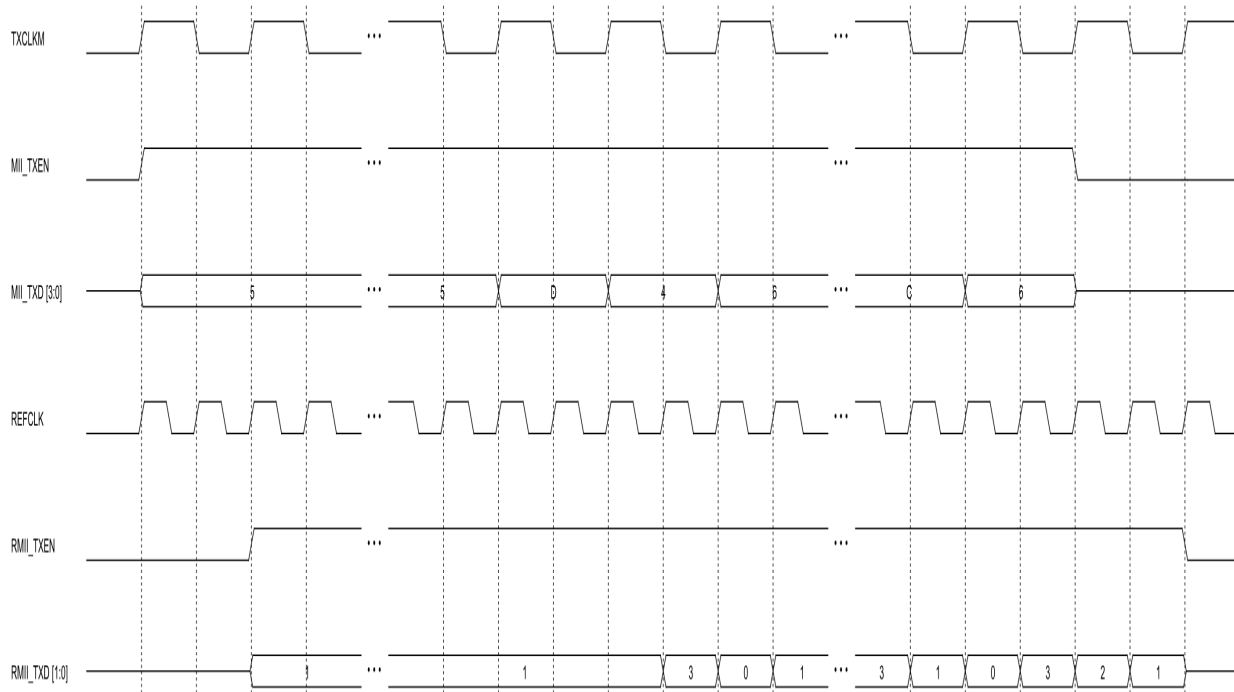 TXCLKM ... ...
MII_TXEN ... ...
MII_TXD [3:0] 5 ... 5 D 4 6 ... C 6
REFCLK ... ...
RMII_TXEN ... ...
RMII_TXD [1:0] 1 ... 1 3 0 1 ... 3 1 0 3 2 1